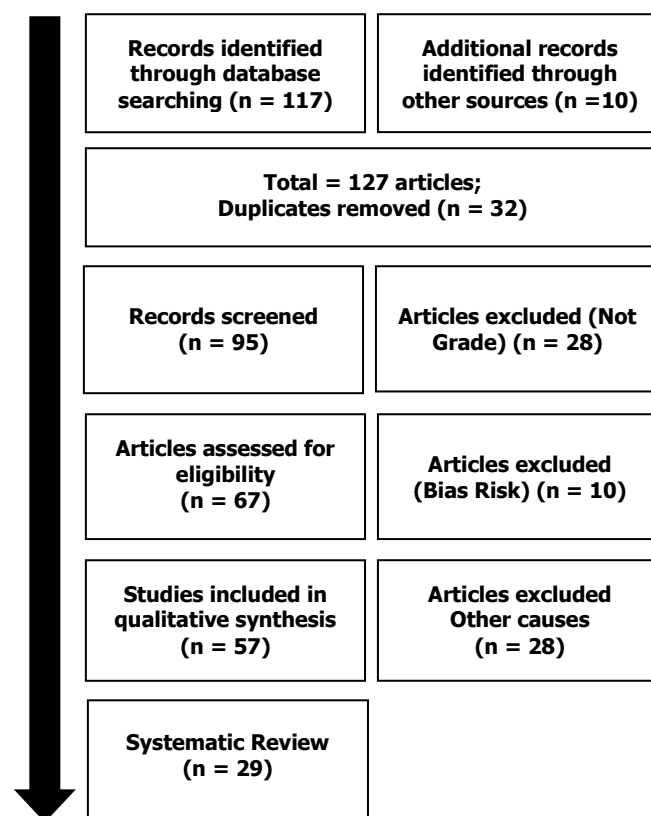 Records identified
through database
searching (n = 117)
Additional records
identified through
other sources (n =10)
Total = 127 articles;
Duplicates removed (n = 32)
Records screened
(n = 95)
Articles excluded (Not
Grade) (n = 28)
Articles assessed for
eligibility
(n = 67)
Articles excluded
(Bias Risk) (n = 10)
Studies included in
qualitative synthesis
(n = 57)
Articles excluded
Other causes
(n = 28)
Systematic Review
(n = 29)